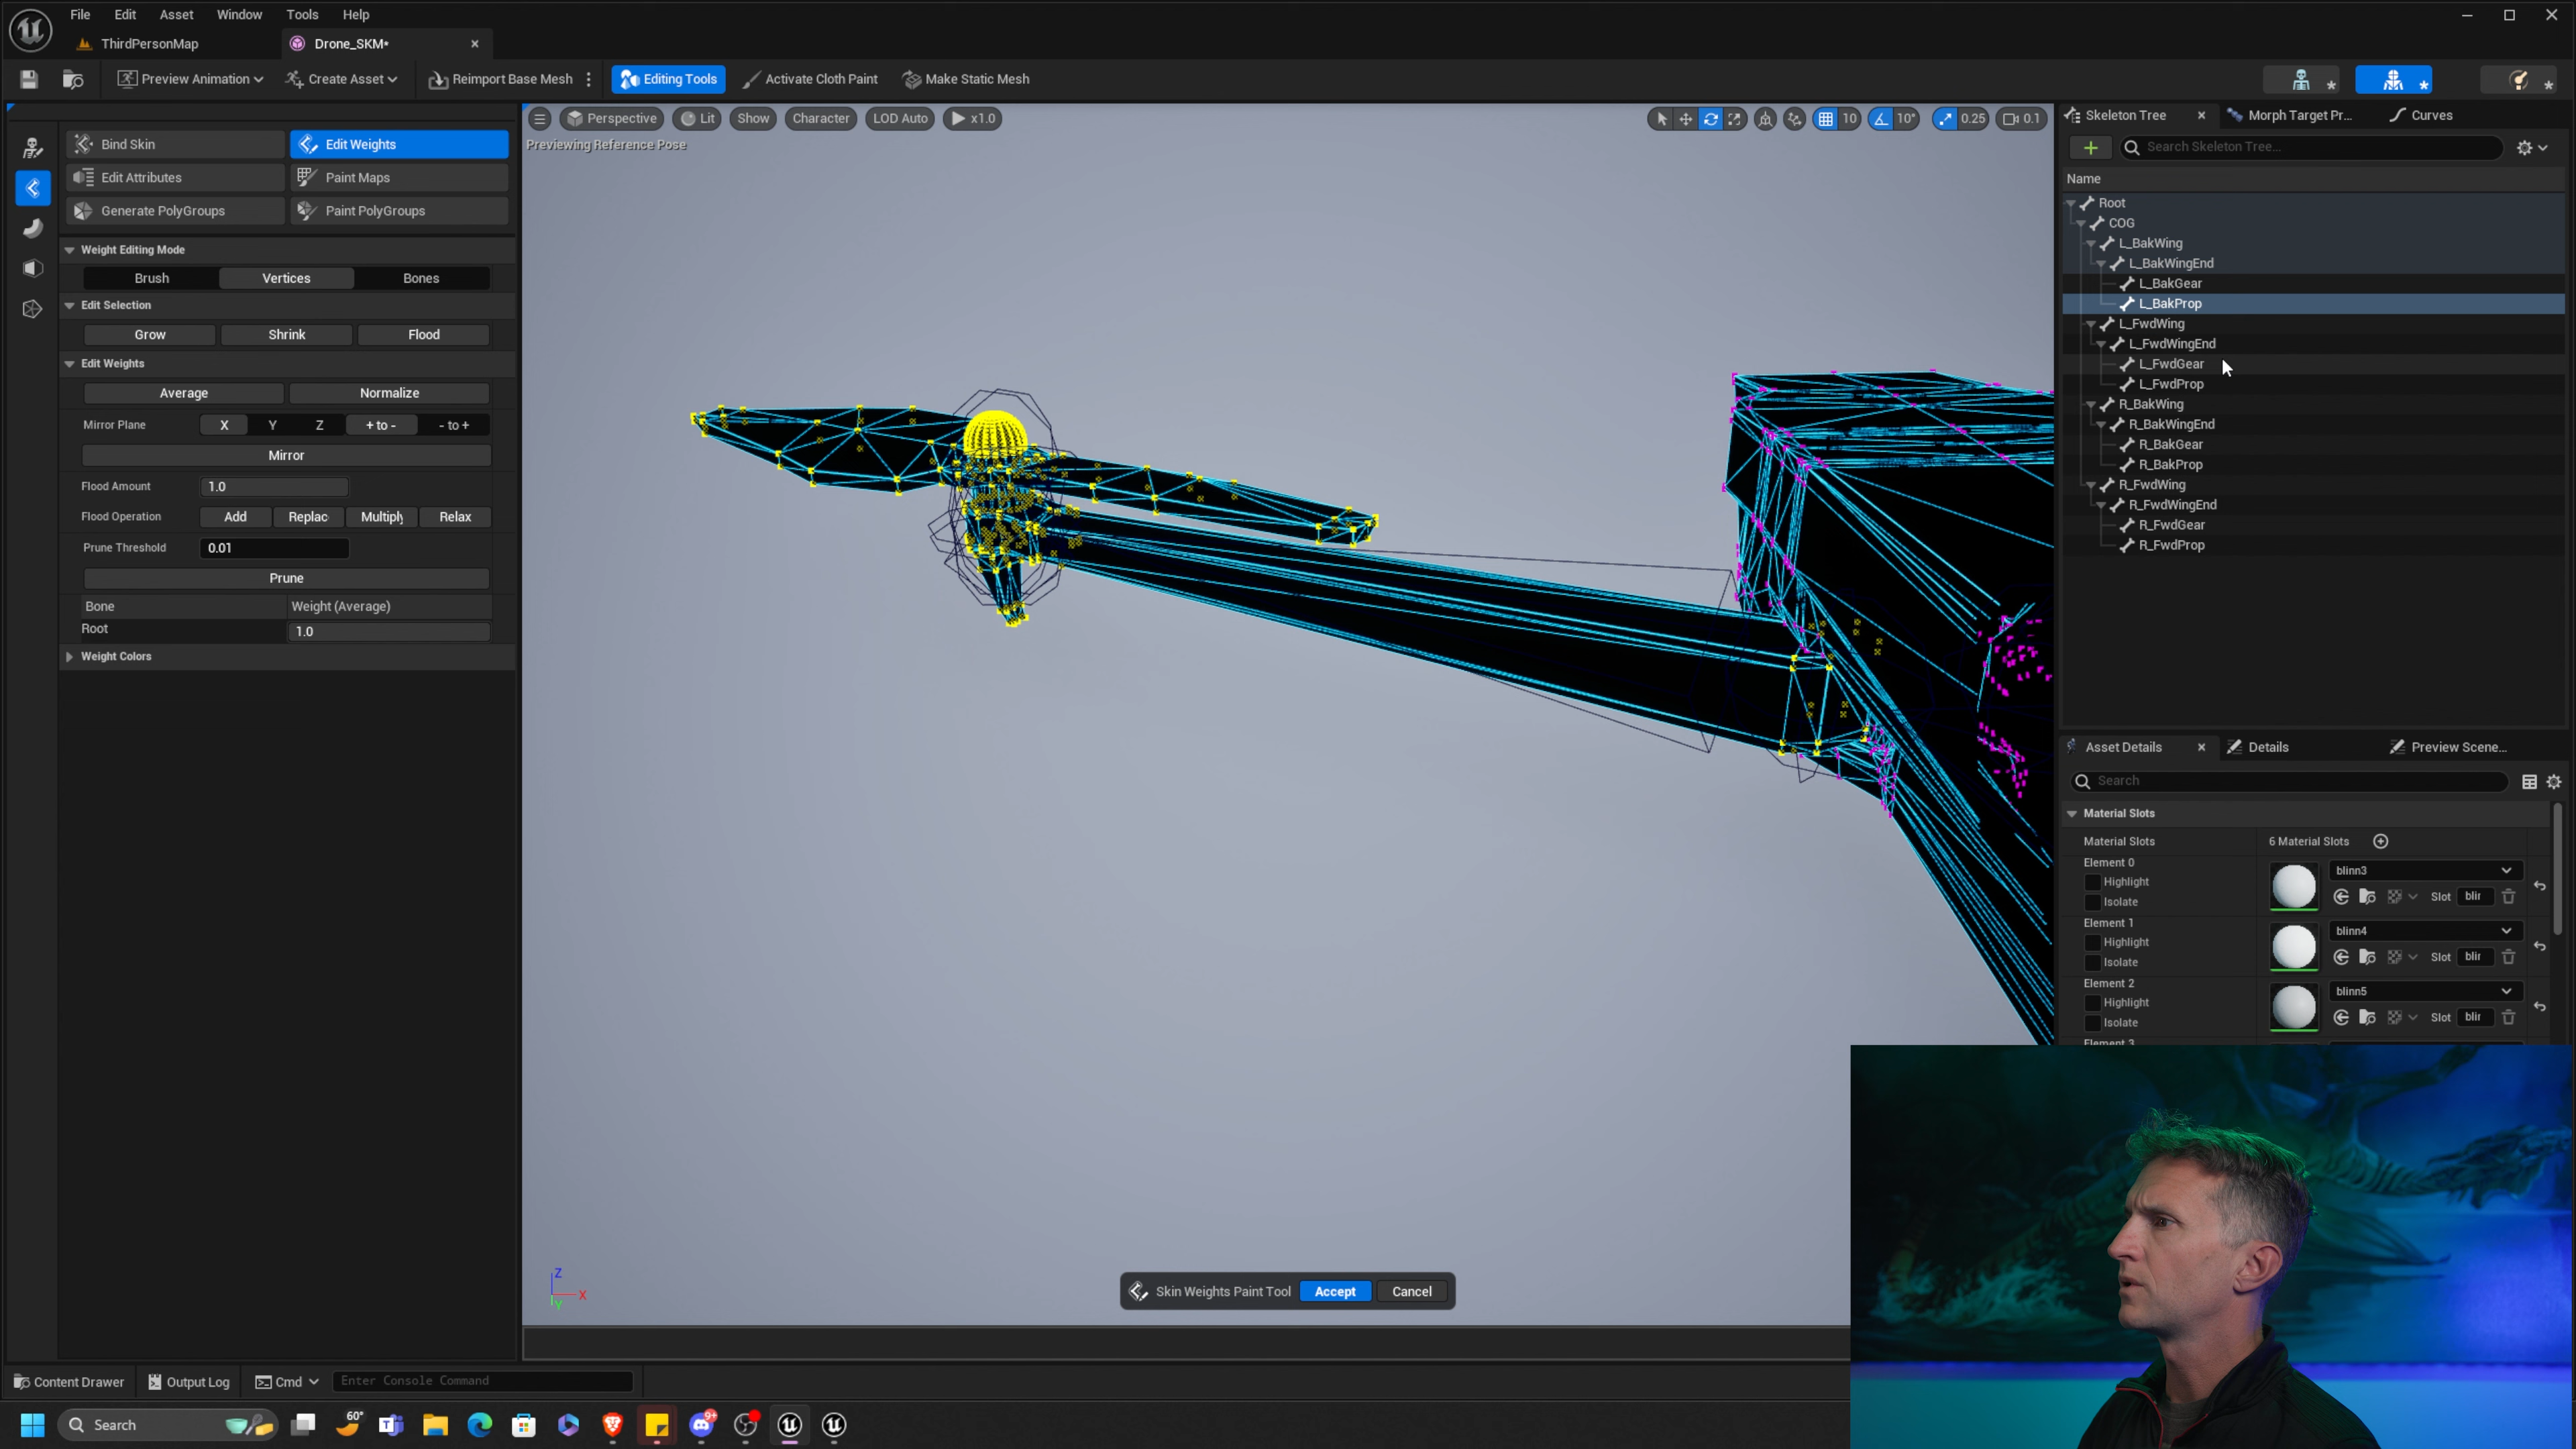 File Edit Asset Window Tools Help
ThirdPersonMap Drone_SKM*
Preview Animation Create Asset Reimport Base Mesh Editing Tools Activate Cloth Paint Make Static Mesh
Bind Skin Edit Weights
Edit Attributes Paint Maps
Generate PolyGroups Paint PolyGroups
Weight Editing Mode
Brush Vertices Bones
Edit Selection
Grow Shrink Flood
Edit Weights
Average Normalize
Mirror Plane X Y Z + to - - to +
Mirror
Flood Amount 1.0
Flood Operation Add Replac Multiply Relax
Prune Threshold 0.01
Prune
Bone Weight (Average)
Root 1.0
Weight Colors
Perspective Lit Show Character LOD Auto x1.0 10 10° 0.25 0.1
Previewing Reference Pose
Z
X
Y
Skin Weights Paint Tool Accept Cancel
Skeleton Tree Morph Target Pr... Curves
Search Skeleton Tree...
Name
Root
COG
L_BakWing
L_BakWingEnd
L_BakGear
L_BakProp
L_FwdWing
L_FwdWingEnd
L_FwdGear
L_FwdProp
R_BakWing
R_BakWingEnd
R_BakGear
R_BakProp
R_FwdWing
R_FwdWingEnd
R_FwdGear
R_FwdProp
Asset Details Details Preview Scene...
Search
Material Slots
Material Slots 6 Material Slots
Element 0 blinn3
Highlight
Isolate Slot blir
Element 1 blinn4
Highlight
Isolate Slot blir
Element 2 blinn5
Highlight
Isolate Slot blir
Element 3
Content Drawer Output Log Cmd Enter Console Command
Search 60° 9+